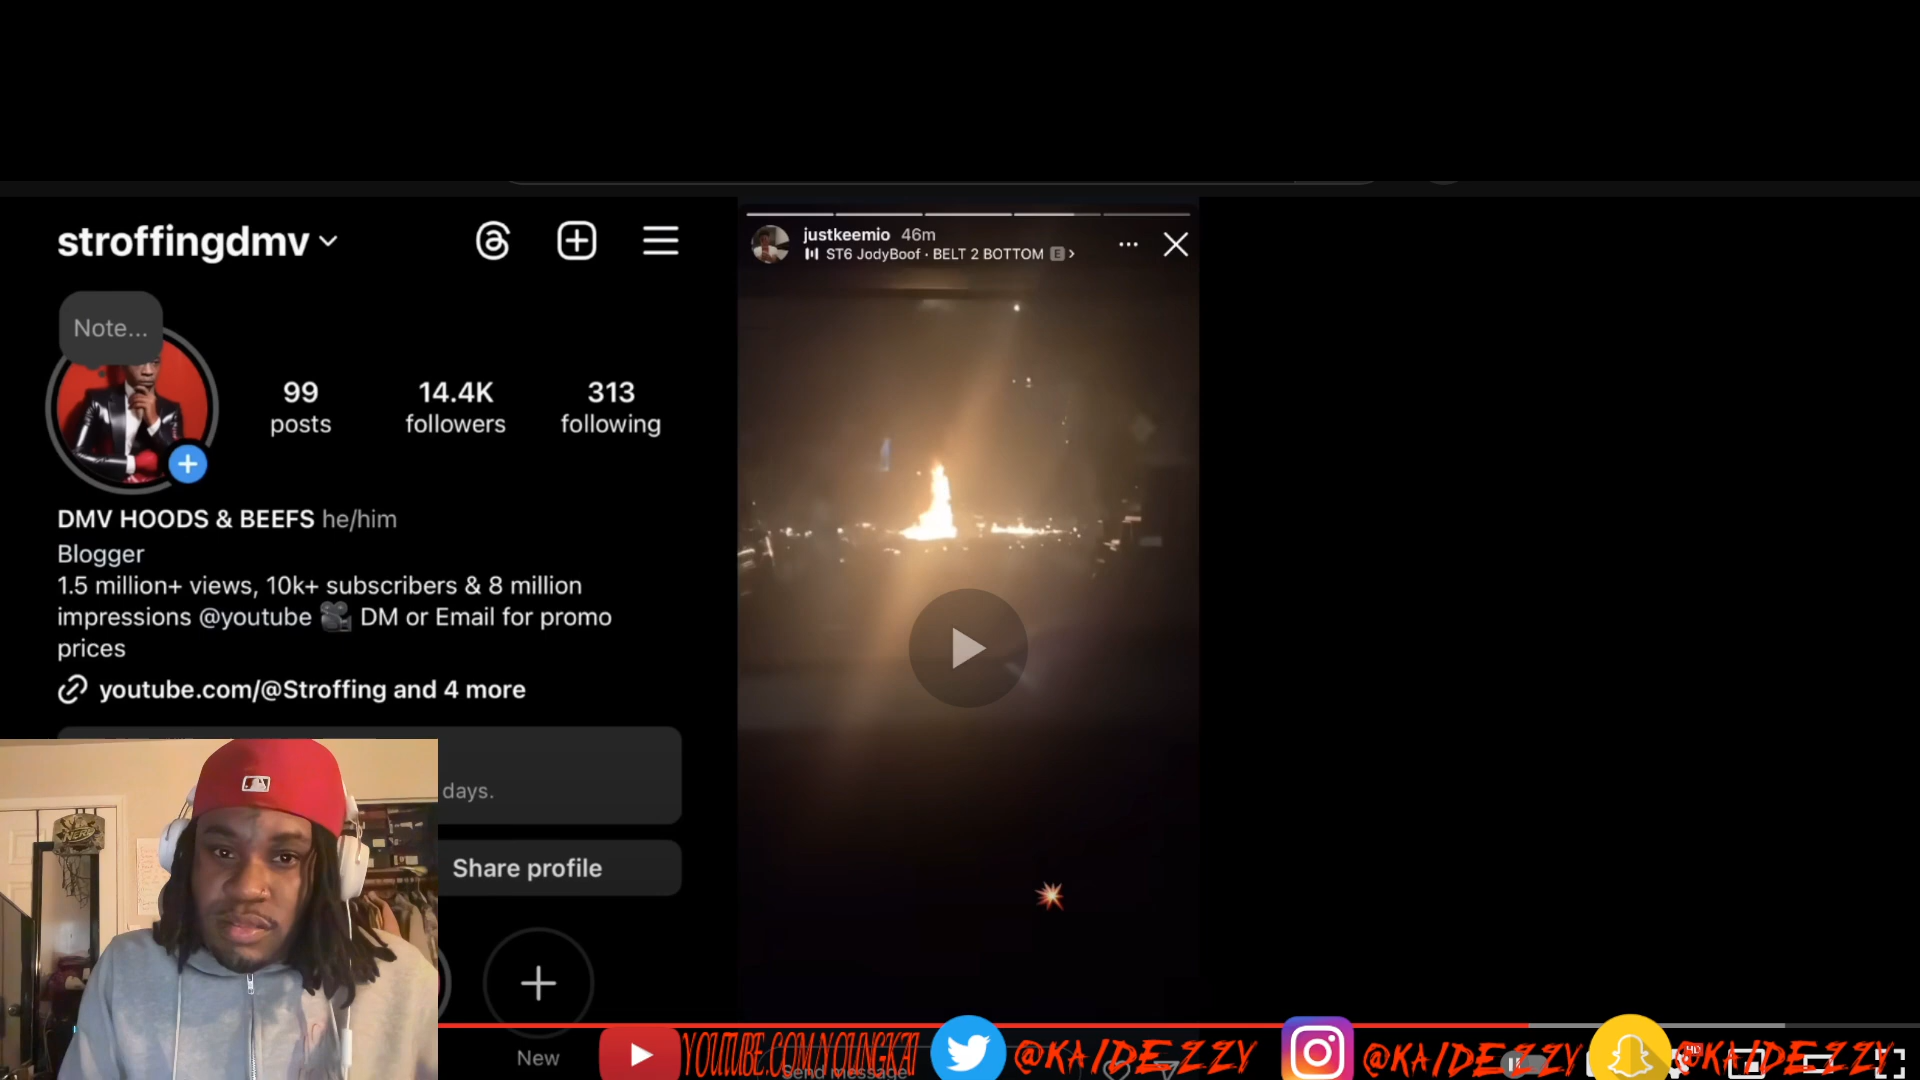 stroffingdmv
Note...
99
posts
14.4K
followers
313
following
DMV HOODS & BEEFS he/him
Blogger
1.5 million+ views, 10k+ subscribers & 8 million
impressions @youtube 🎥 DM or Email for promo
prices
youtube.com/@Stroffing and 4 more
days.
Share profile
New
justkeemio 46m
ST6 JodyBoof · BELT 2 BOTTOM E
NERF
YOUTUBE.COM/YOUNGKAI
Send message
@KAIDEZZY
@KAIDEZZY
@KAIDEZZY
HD